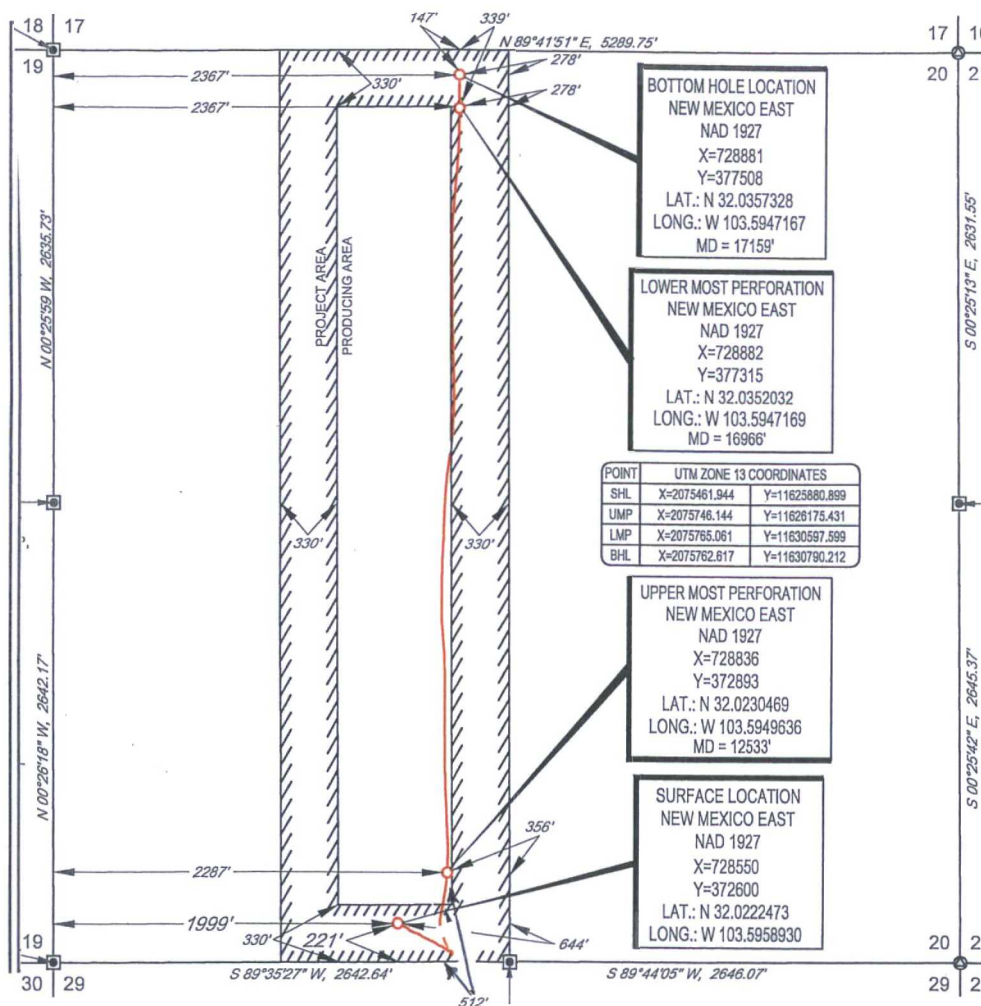 18 17
147'
339'
17
N 89°41'51" E, 5289.75'
19
20 2
2367'
330'
278'
2367'
278'
BOTTOM HOLE LOCATION
NEW MEXICO EAST
NAD 1927
X=728881
Y=377508
LAT.: N 32.0357328
LONG.: W 103.5947167
MD = 17159'
N 00°25'59 W, 2635.73'
PROJECT AREA
PRODUCING AREA
S 00°25'13" E, 2631.55'
LOWER MOST PERFORATION
NEW MEXICO EAST
NAD 1927
X=728882
Y=377315
LAT.: N 32.0352032
LONG.: W 103.5947169
MD = 16966'
POINT UTM ZONE 13 COORDINATES
SHL X=2075461.944 Y=11625880.899
UMP X=2075746.144 Y=11626175.431
LMP X=2075765.061 Y=11630597.599
BHL X=2075762.617 Y=11630790.212
330'
330'
UPPER MOST PERFORATION
NEW MEXICO EAST
NAD 1927
X=728836
Y=372893
LAT.: N 32.0230469
LONG.: W 103.5949636
MD = 12533'
N 00°26'18" W, 2642.17'
S 00°25'42" E, 2645.37'
SURFACE LOCATION
NEW MEXICO EAST
NAD 1927
X=728550
Y=372600
LAT.: N 32.0222473
LONG.: W 103.5958930
356'
2287'
1999'
330'
221'
644'
19
20 2
30 29
S 89°35'27" W, 2642.64'
512'
S 89°44'05" W, 2646.07'
29 2